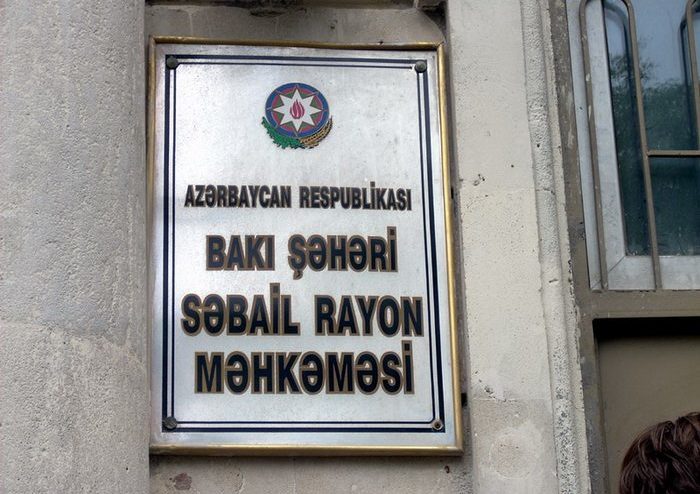 AZƏRBAYCAN RESPUBLİKASI
BAKI ŞƏHƏRİ
SƏBAİL RAYON
MƏHKƏMƏSİ